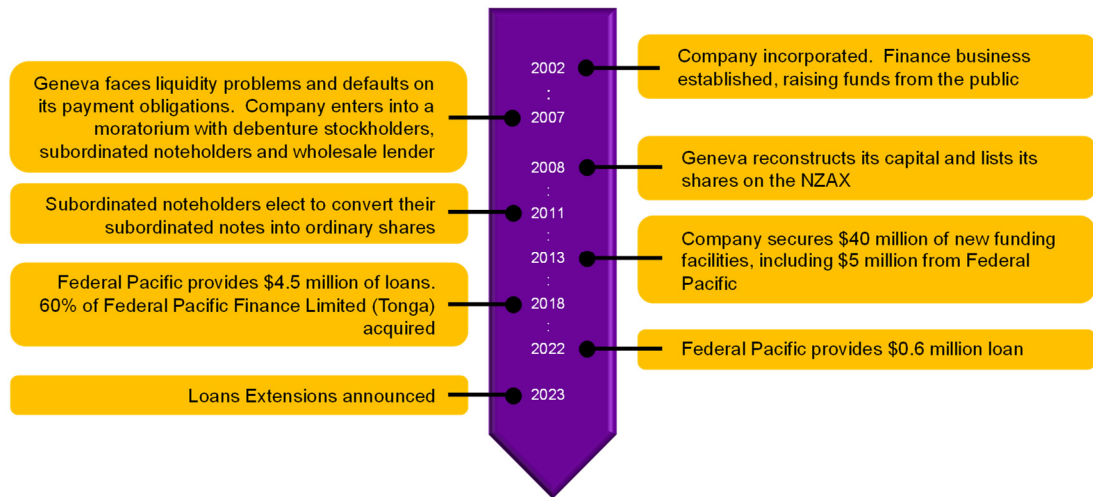 2002
Company incorporated. Finance business
established, raising funds from the public
:
Geneva faces liquidity problems and defaults on
its payment obligations. Company enters into a
moratorium with debenture stockholders,
subordinated noteholders and wholesale lender
2007
2008
Geneva reconstructs its capital and lists its
shares on the NZAX
:
Subordinated noteholders elect to convert their
subordinated notes into ordinary shares
2011
:
2013
Company secures $40 million of new funding
facilities, including $5 million from Federal
Pacific
:
Federal Pacific provides $4.5 million of loans.
60% of Federal Pacific Finance Limited (Tonga)
acquired
2018
:
2022
Federal Pacific provides $0.6 million loan
Loans Extensions announced
2023